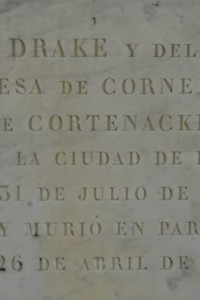 Y
DRAKE Y DEL
ESA DE CORNE
E CORTENACK
LA CIUDAD DE
31 DE JULIO DE
Y MURIÓ EN PAR
26 DE ABRIL DE